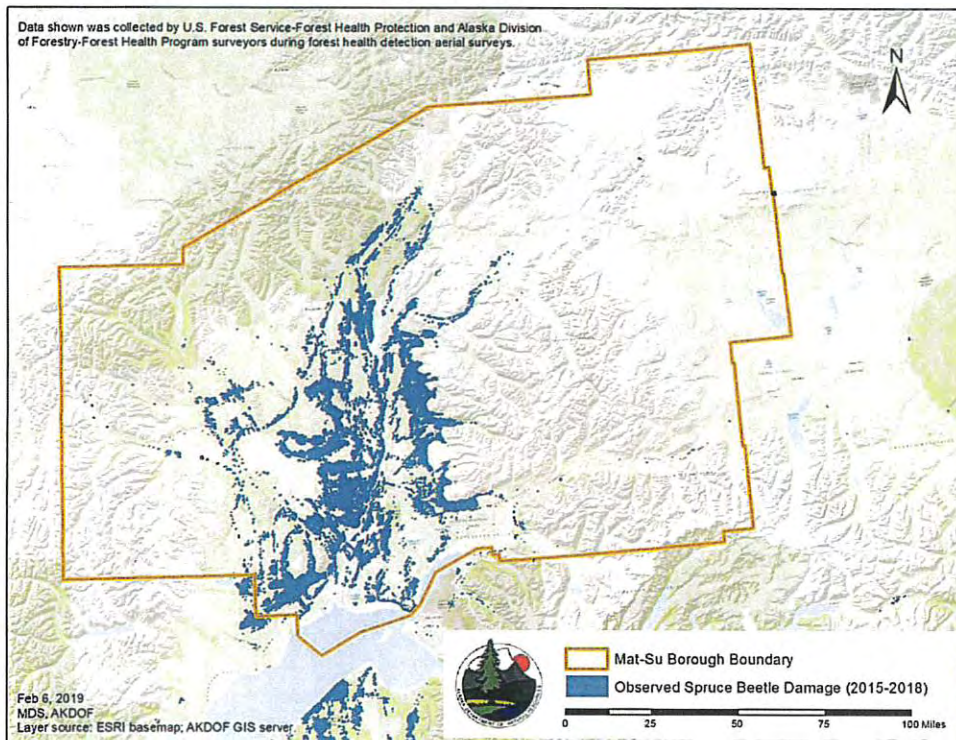 Data shown was collected by U.S. Forest Service-Forest Health Protection and Alaska Division
of Forestry-Forest Health Program surveyors during forest health detection aerial surveys.
N
Mat-Su Borough Boundary
Observed Spruce Beetle Damage (2015-2018)
0 25 50 75 100 Miles
Feb 6, 2019
MDS, AKDOF
Layer source: ESRI basemap; AKDOF GIS server.